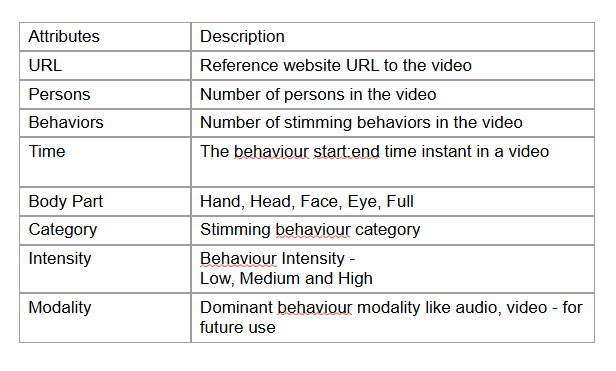 Attributes Description
URL Reference website URL to the video
Persons Number of persons in the video
Behaviors Number of stimming behaviors in the video
Time The behaviour start:end time instant in a video
Body Part Hand, Head, Face, Eye, Full
Category Stimming behaviour category
Intensity Behaviour Intensity -
Low, Medium and High
Modality Dominant behaviour modality like audio, video - for
future use